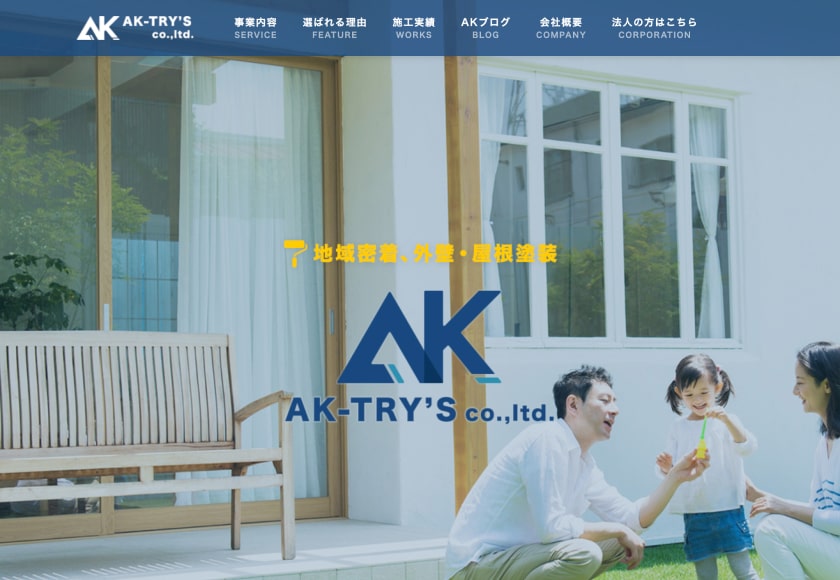 AK AK-TRY'S
co.,ltd.
事業内容 選ばれる理由 施工実績 AKブログ 会社概要 法人の方はこちら
SERVICE FEATURE WORKS BLOG COMPANY CORPORATION
地域密着、外壁・屋根塗装
AK
AK-TRY'S co.,ltd.